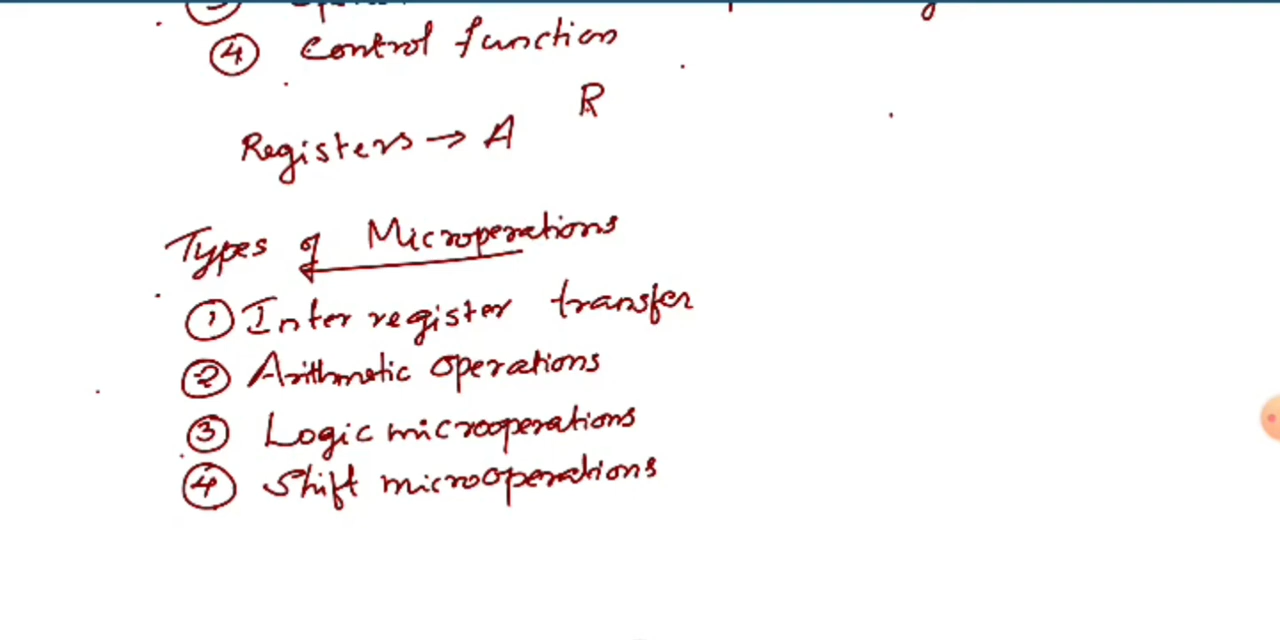 ④ Control function
R
Registers → A
Types of Microperations
① Inter register transfer
② Arithmetic operations
③ Logic microoperations
④ Shift microoperations